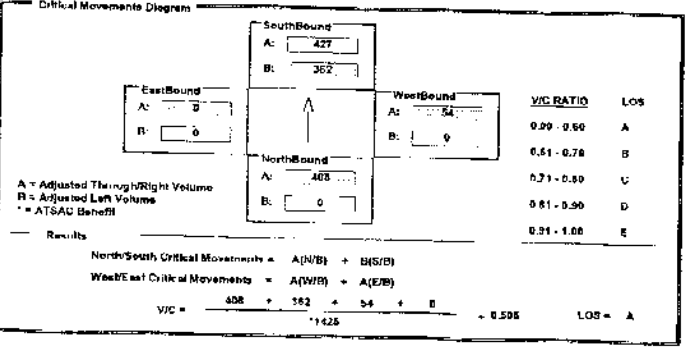 Critical Movements Diagram
SouthBound
A: 427
B: 362
EastBound
A: 0
B: 0
WestBound
A: 54
B: 0
NorthBound
A: 408
B: 0
V/C RATIO LOS
0.00 - 0.60 A
0.61 - 0.70 B
0.71 - 0.80 C
0.81 - 0.90 D
0.91 - 1.00 E
A = Adjusted Through/Right Volume
B = Adjusted Left Volume
* = ATSAC Benefit
Results
North/South Critical Movements = A(N/B) + B(S/B)
West/East Critical Movements = A(W/B) + A(E/B)
V/C = 408 + 362 + 54 + 0
*1425
LOS = A